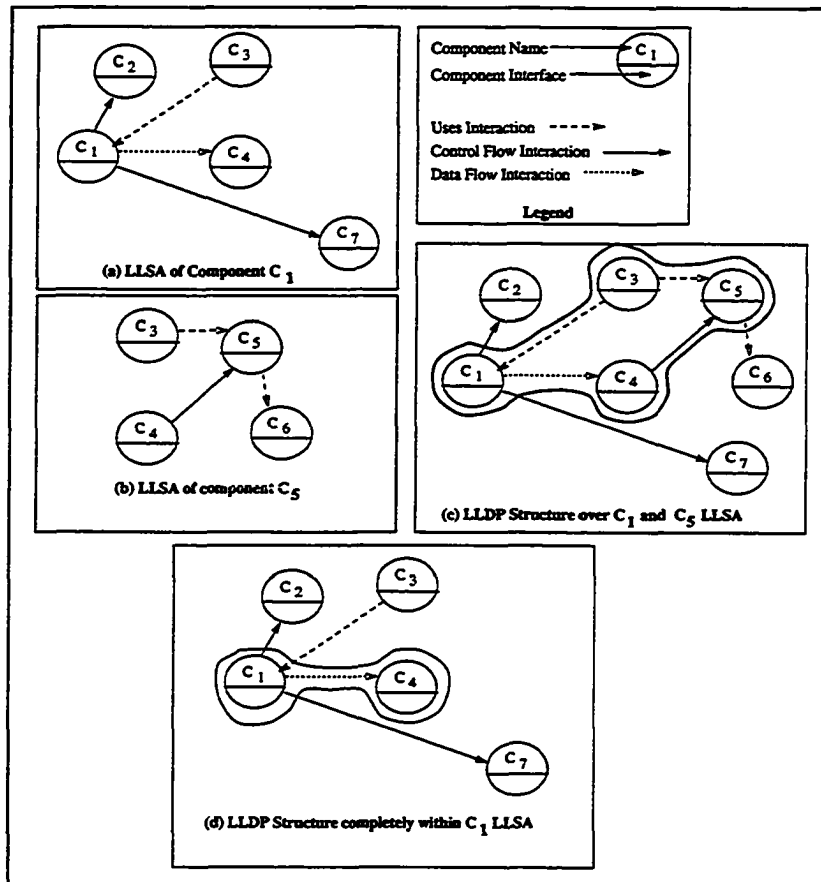 C2
C3
C1
C4
C7
(a) LLSA of Component C1
Component Name
C1
Component Interface
Uses Interaction
Control Flow Interaction
Data Flow Interaction
Legend
C3
C5
C4
C6
(b) LLSA of component C5
C2
C3
C5
C1
C4
C6
C7
(c) LLDP Structure over C1 and C5 LLSA
C2
C3
C1
C4
C7
(d) LLDP Structure completely within C1 LLSA